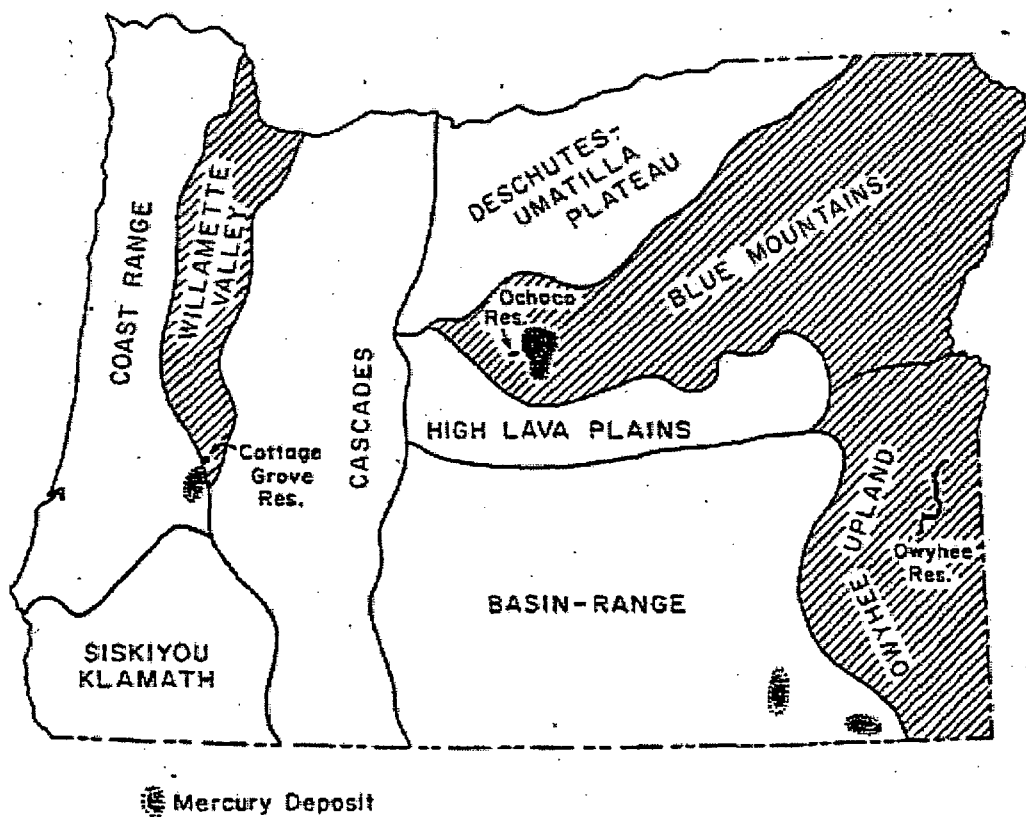 COAST RANGE
WILLAMETTE
VALLEY
CASCADES
DESCHUTES-
UMATILLA
PLATEAU
BLUE MOUNTAINS
Ochoco
Res.
HIGH LAVA PLAINS
Cottage
Grove
Res.
OWYHEE UPLAND
Owyhee
Res.
BASIN-RANGE
SISKIYOU
KLAMATH
Mercury Deposit